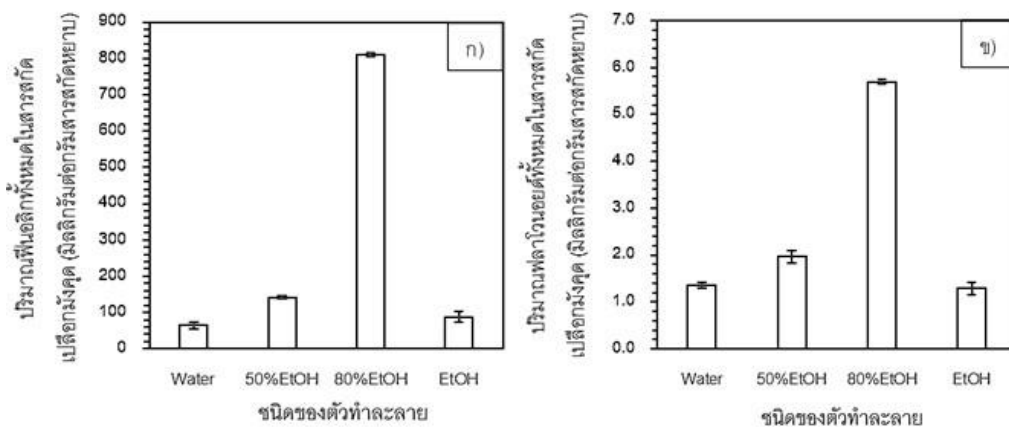 ปริมาณฟีนอลิกทั้งหมดในสารสกัด
เปลือกมังคุด (มิลลิกรัมต่อกรัมสารสกัดหยาบ)
900
800
700
600
500
400
300
200
100
0
ก)
Water 50%EtOH 80%EtOH EtOH
ชนิดของตัวทำละลาย
ปริมาณฟลาโวนอยด์ทั้งหมดในสารสกัด
เปลือกมังคุด (มิลลิกรัมต่อกรัมสารสกัดหยาบ)
7.0
6.0
5.0
4.0
3.0
2.0
1.0
0.0
ข)
Water 50%EtOH 80%EtOH EtOH
ชนิดของตัวทำละลาย